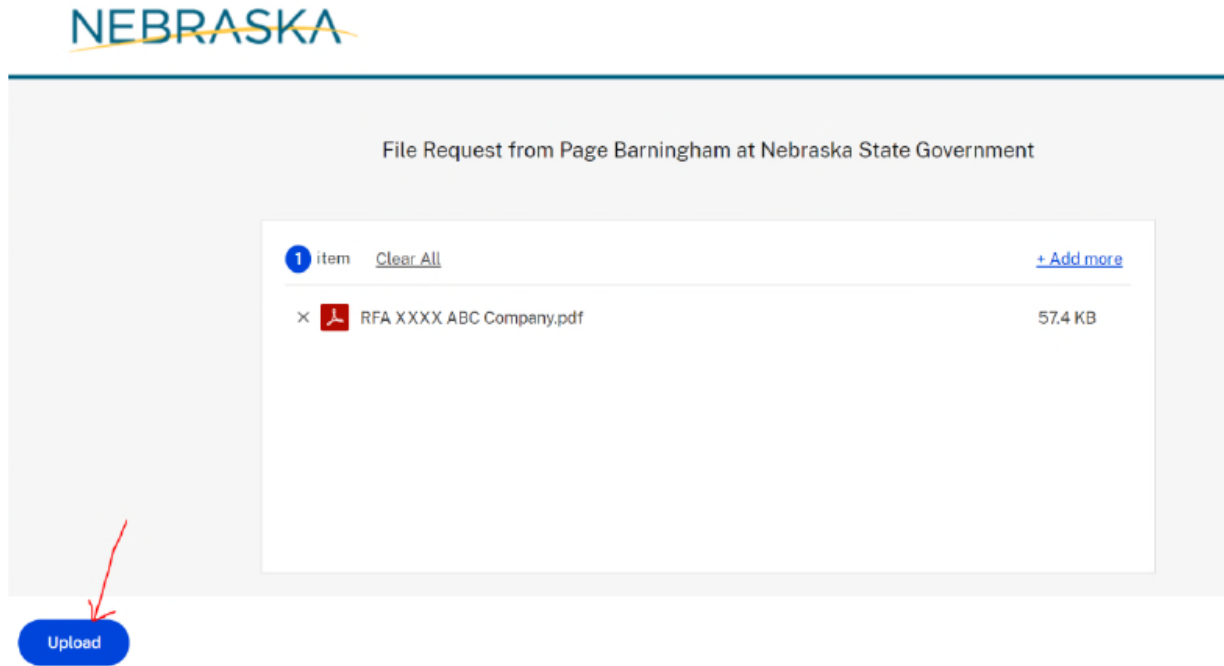 NEBRASKA
File Request from Page Barningham at Nebraska State Government
1 item Clear All + Add more
RFA XXXX ABC Company.pdf 57.4 KB
Upload